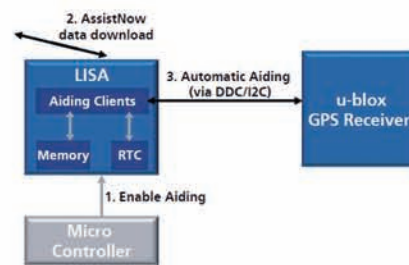 2. AssistNow
data download
LISA
Aiding Clients
Memory
RTC
3. Automatic Aiding
(via DDC/I2C)
u-blox
GPS Receiver
1. Enable Aiding
Micro
Controller